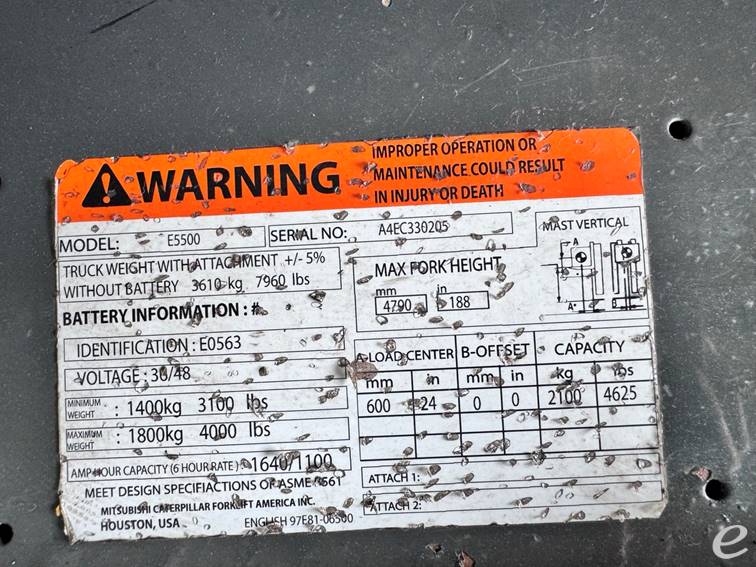 WARNING
IMPROPER OPERATION OR
MAINTENANCE COULD RESULT
IN INJURY OR DEATH
MODEL: E5500 SERIAL NO: A4EC330205
TRUCK WEIGHT WITH ATTACHMENT +/- 5%
WITHOUT BATTERY 3610 kg 7960 lbs
BATTERY INFORMATION : #
IDENTIFICATION : E0563
VOLTAGE : 36/48
MINIMUM WEIGHT : 1400kg 3100 lbs
MAXIMUM WEIGHT : 1800kg 4000 lbs
AMP HOUR CAPACITY (6 HOUR RATE) : 1640/1100
MEET DESIGN SPECIFIACTIONS OF ASME
MITSUBISHI CATERPILLAR FORKLIFT AMERICA INC.
HOUSTON, USA ENGLISH 97E81-06500
MAX FORK HEIGHT
mm in
4790 188
MAST VERTICAL
A
A
B
A-LOAD CENTER B-OFFSET CAPACITY
mm in mm in kg lbs
600 24 0 0 2100 4625
ATTACH 1:
ATTACH 2:
e